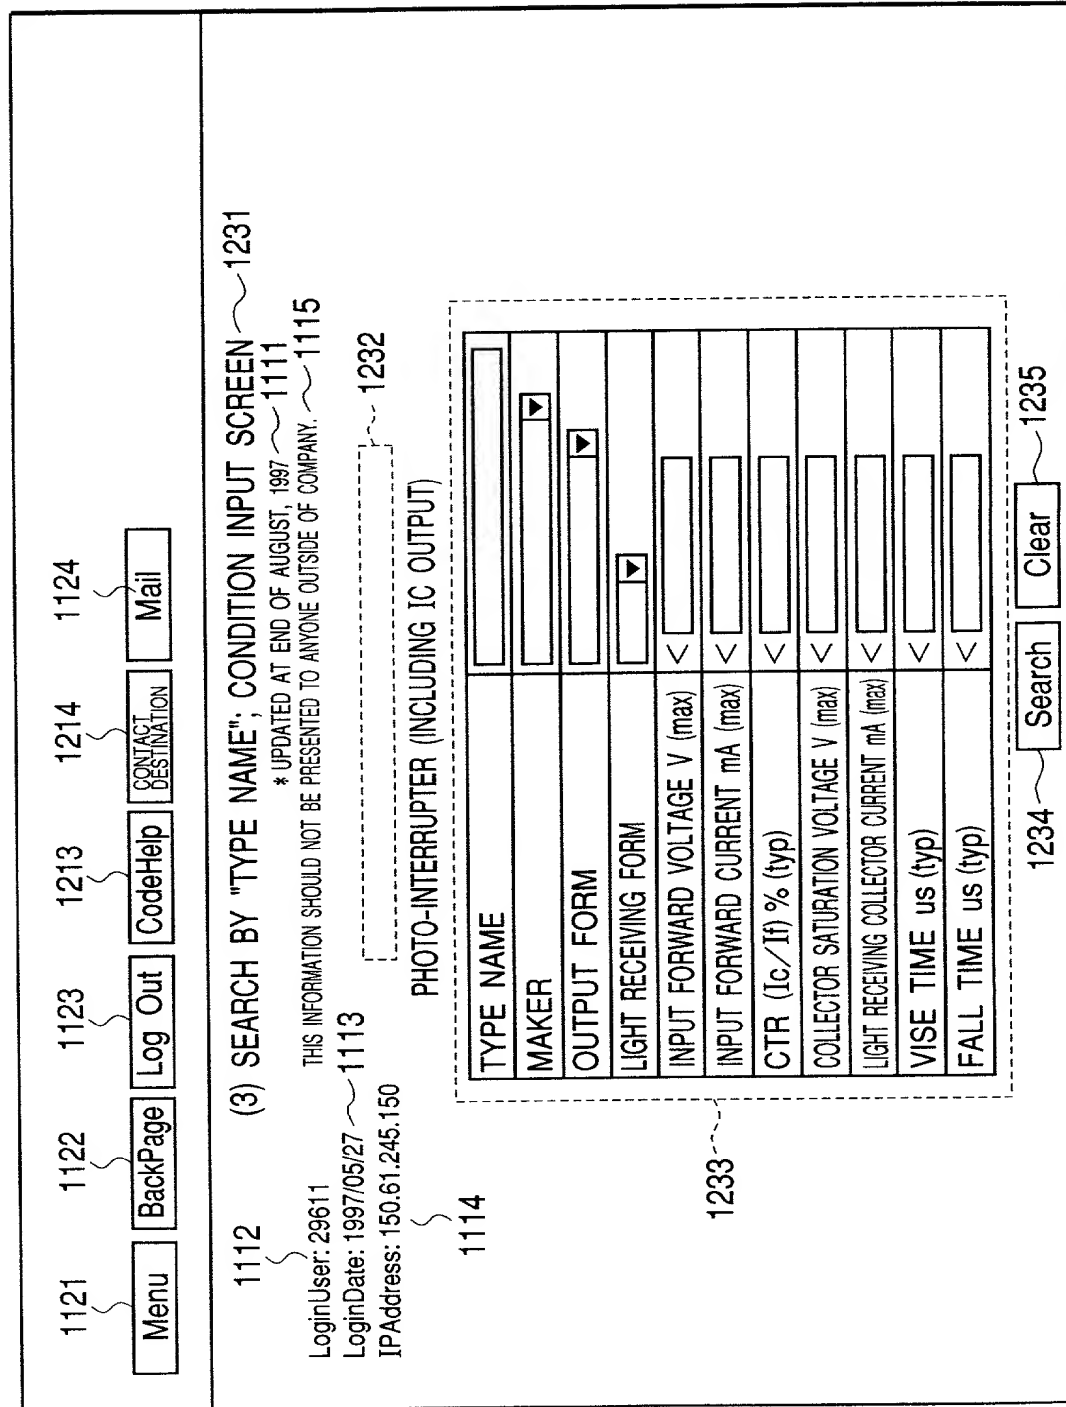 1121 1122 1123 1213 1214 1124
Menu BackPage Log Out CodeHelp CONTACT DESTINATION Mail
(3) SEARCH BY "TYPE NAME"; CONDITION INPUT SCREEN 1231
* UPDATED AT END OF AUGUST, 1997 1111
THIS INFORMATION SHOULD NOT BE PRESENTED TO ANYONE OUTSIDE OF COMPANY. 1115
1112
LoginUser: 29611
LoginDate: 1997/05/27 1113
IPAddress: 150.61.245.150
1114
1232
PHOTO-INTERRUPTER (INCLUDING IC OUTPUT)
TYPE NAME
MAKER ▼
OUTPUT FORM ▼
LIGHT RECEIVING FORM ▼
INPUT FORWARD VOLTAGE V (max) <
INPUT FORWARD CURRENT mA (max) <
CTR (Ic/If) % (typ) <
COLLECTOR SATURATION VOLTAGE V (max) <
LIGHT RECEIVING COLLECTOR CURRENT mA (max) <
VISE TIME us (typ) <
FALL TIME us (typ) <
1233
1234 Search Clear 1235